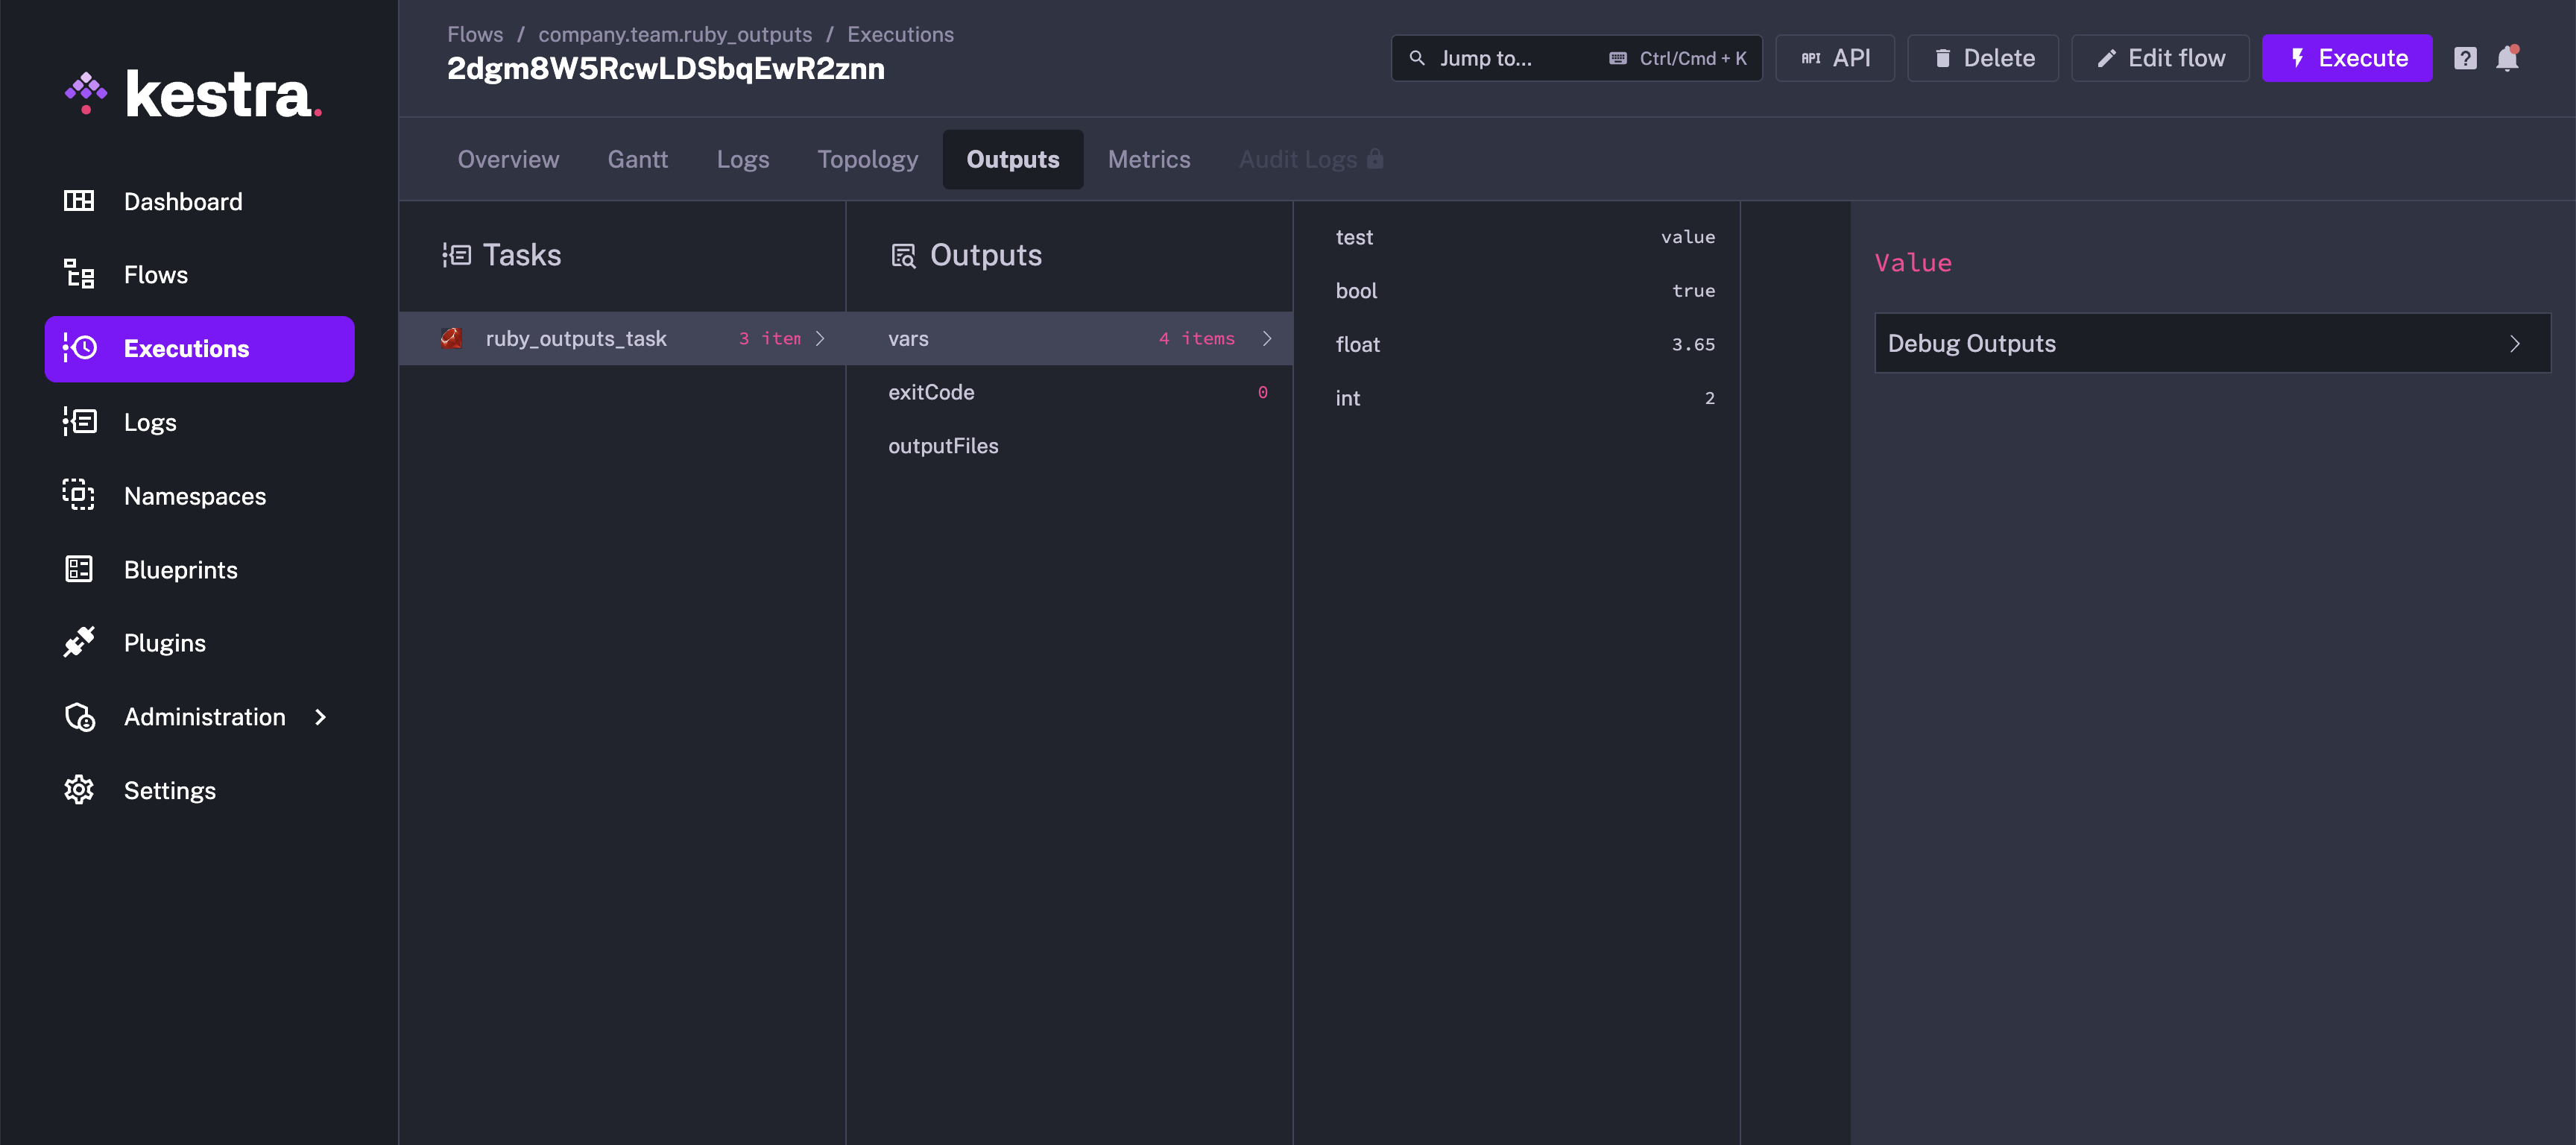 kestra.
Dashboard
Flows
Executions
Logs
Namespaces
Blueprints
Plugins
Administration
Settings
Flows / company.team.ruby_outputs / Executions
2dgm8W5RcwLDSbqEwR2znn
Jump to... Ctrl/Cmd + K
API API
Delete
Edit flow
Execute
?
Overview
Gantt
Logs
Topology
Outputs
Metrics
Audit Logs
Tasks
ruby_outputs_task 3 item
Outputs
vars 4 items
exitCode 0
outputFiles
test value
bool true
float 3.65
int 2
Value
Debug Outputs